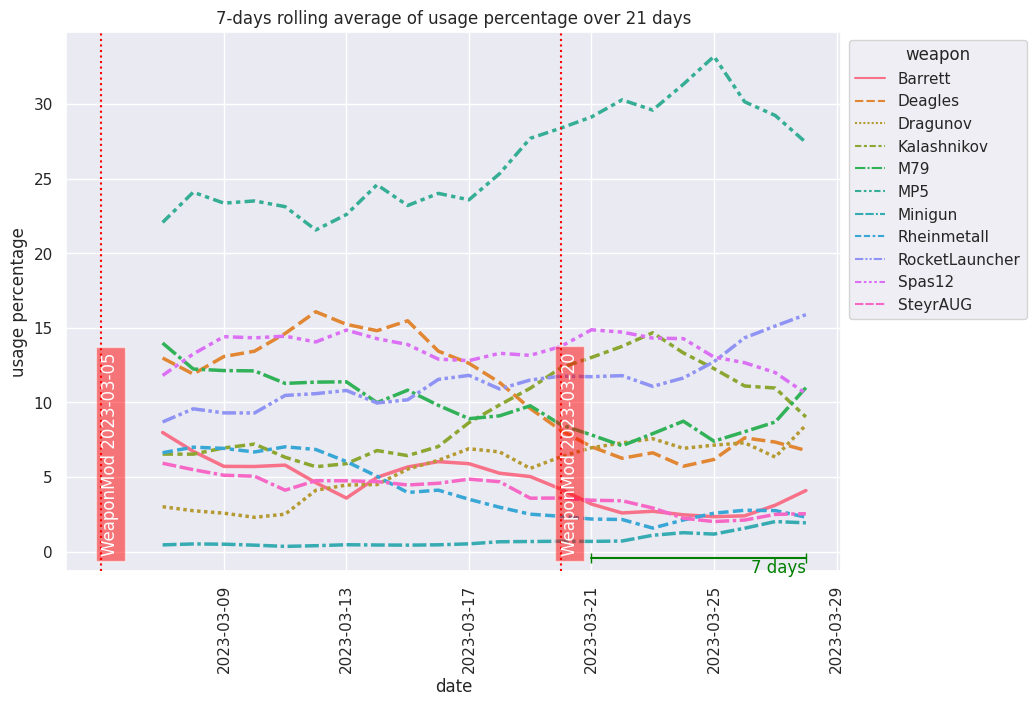 7-days rolling average of usage percentage over 21 days
usage percentage
30
25
20
15
10
5
0
WeaponMod 2023-03-05
WeaponMod 2023-03-20
7 days
2023-03-09
2023-03-13
2023-03-17
2023-03-21
2023-03-25
2023-03-29
date
weapon
Barrett
Deagles
Dragunov
Kalashnikov
M79
MP5
Minigun
Rheinmetall
RocketLauncher
Spas12
SteyrAUG